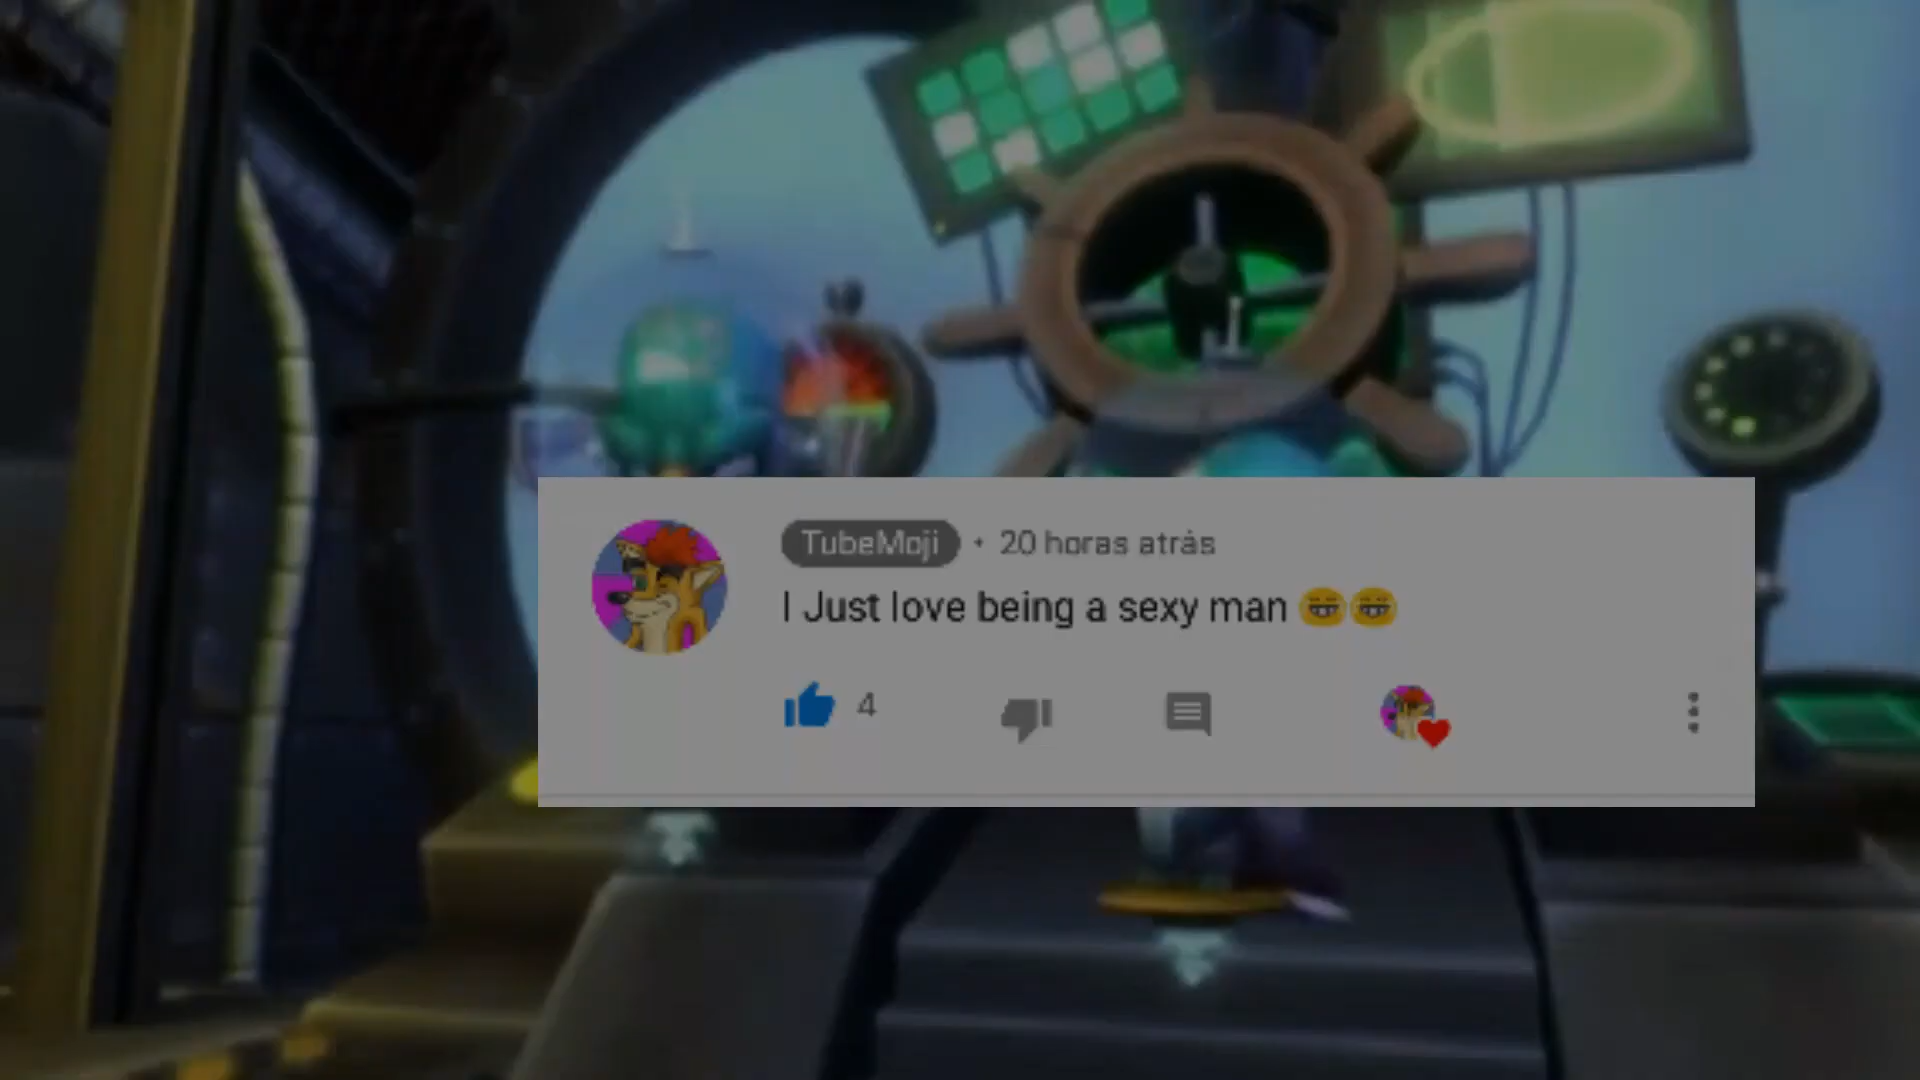 TubeMoji • 20 horas atrás
I Just love being a sexy man 😁😁
4